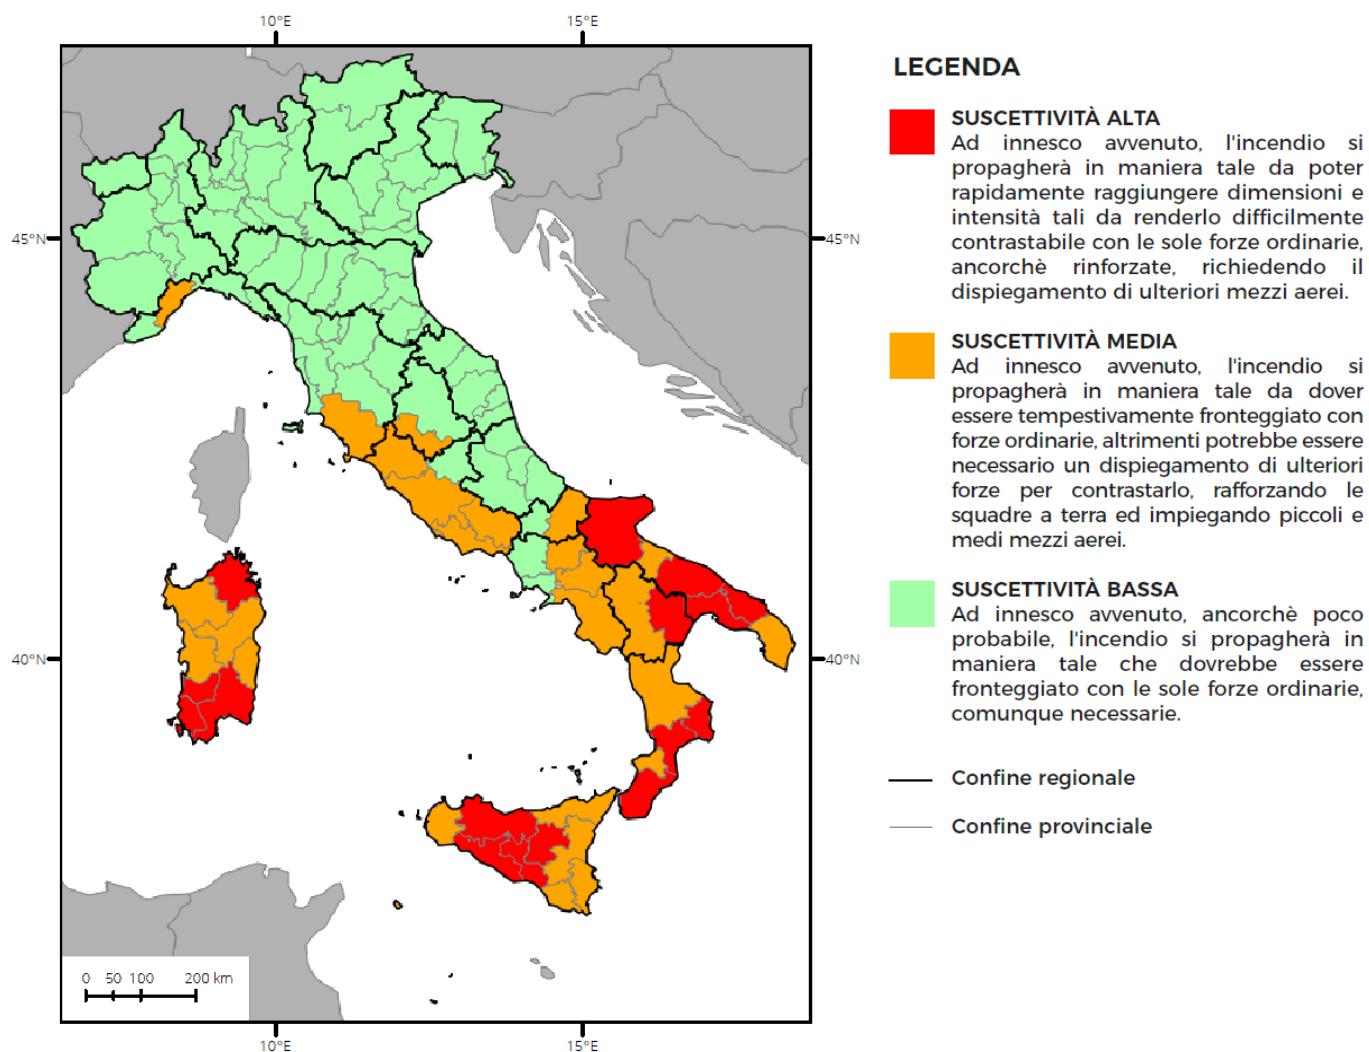 10°E 15°E
LEGENDA
SUSCETTIVITÀ ALTA
Ad innesco avvenuto, l'incendio si
propagherà in maniera tale da poter
rapidamente raggiungere dimensioni e
intensità tali da renderlo difficilmente
contrastabile con le sole forze ordinarie,
ancorchè rinforzate, richiedendo il
dispiegamento di ulteriori mezzi aerei.
45°N 45°N
SUSCETTIVITÀ MEDIA
Ad innesco avvenuto, l'incendio si
propagherà in maniera tale da dover
essere tempestivamente fronteggiato con
forze ordinarie, altrimenti potrebbe essere
necessario un dispiegamento di ulteriori
forze per contrastarlo, rafforzando le
squadre a terra ed impiegando piccoli e
medi mezzi aerei.
SUSCETTIVITÀ BASSA
Ad innesco avvenuto, ancorchè poco
probabile, l'incendio si propagherà in
maniera tale che dovrebbe essere
fronteggiato con le sole forze ordinarie,
comunque necessarie.
40°N 40°N
Confine regionale
Confine provinciale
0 50 100 200 km
10°E 15°E